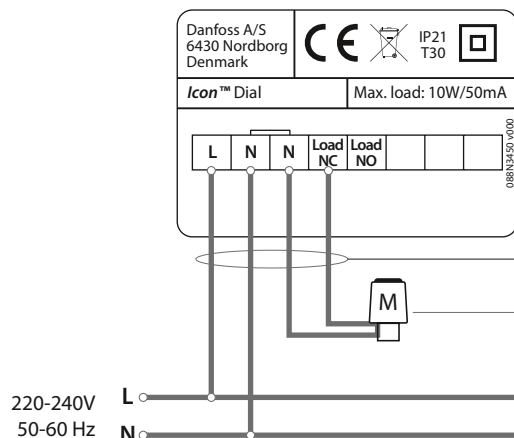 Danfoss A/S
6430 Nordborg
Denmark
CE
IP21
T30
Icon™ Dial
Max. load: 10W/50mA
L N N Load NC Load NO
088N3450 v000
M
220-240V L
50-60 Hz N